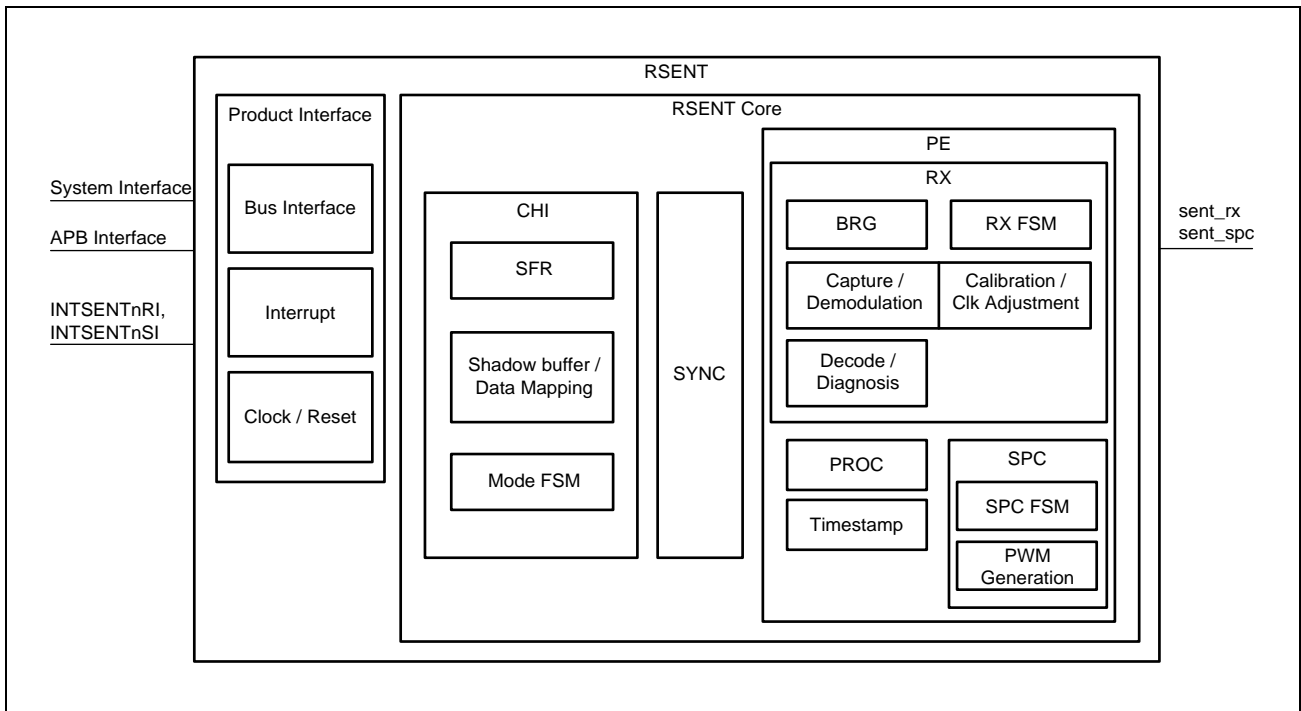 RSENT
Product Interface
Bus Interface
Interrupt
Clock / Reset
System Interface
APB Interface
INTSENTnRI,
INTSENTnSI
RSENT Core
CHI
SFR
Shadow buffer /
Data Mapping
Mode FSM
SYNC
PE
RX
BRG
RX FSM
Capture /
Demodulation
Calibration /
Clk Adjustment
Decode /
Diagnosis
PROC
Timestamp
SPC
SPC FSM
PWM
Generation
sent_rx
sent_spc